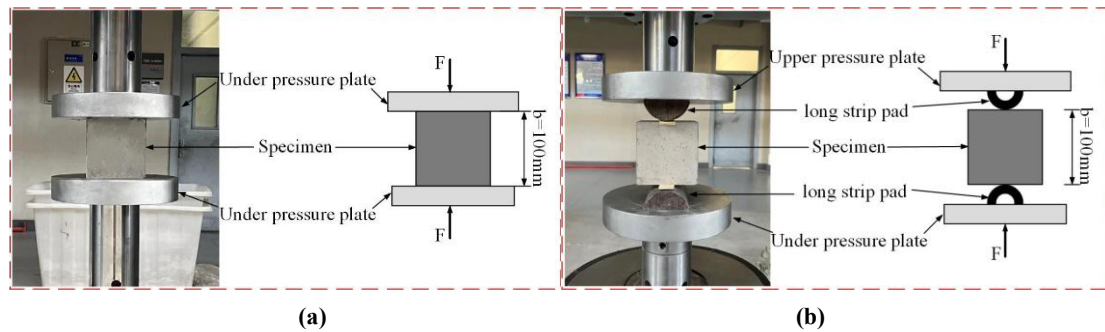 Under pressure plate
F
Specimen
b=100mm
Under pressure plate
F
(a)
Upper pressure plate
F
long strip pad
Specimen
b=100mm
long strip pad
Under pressure plate
F
(b)